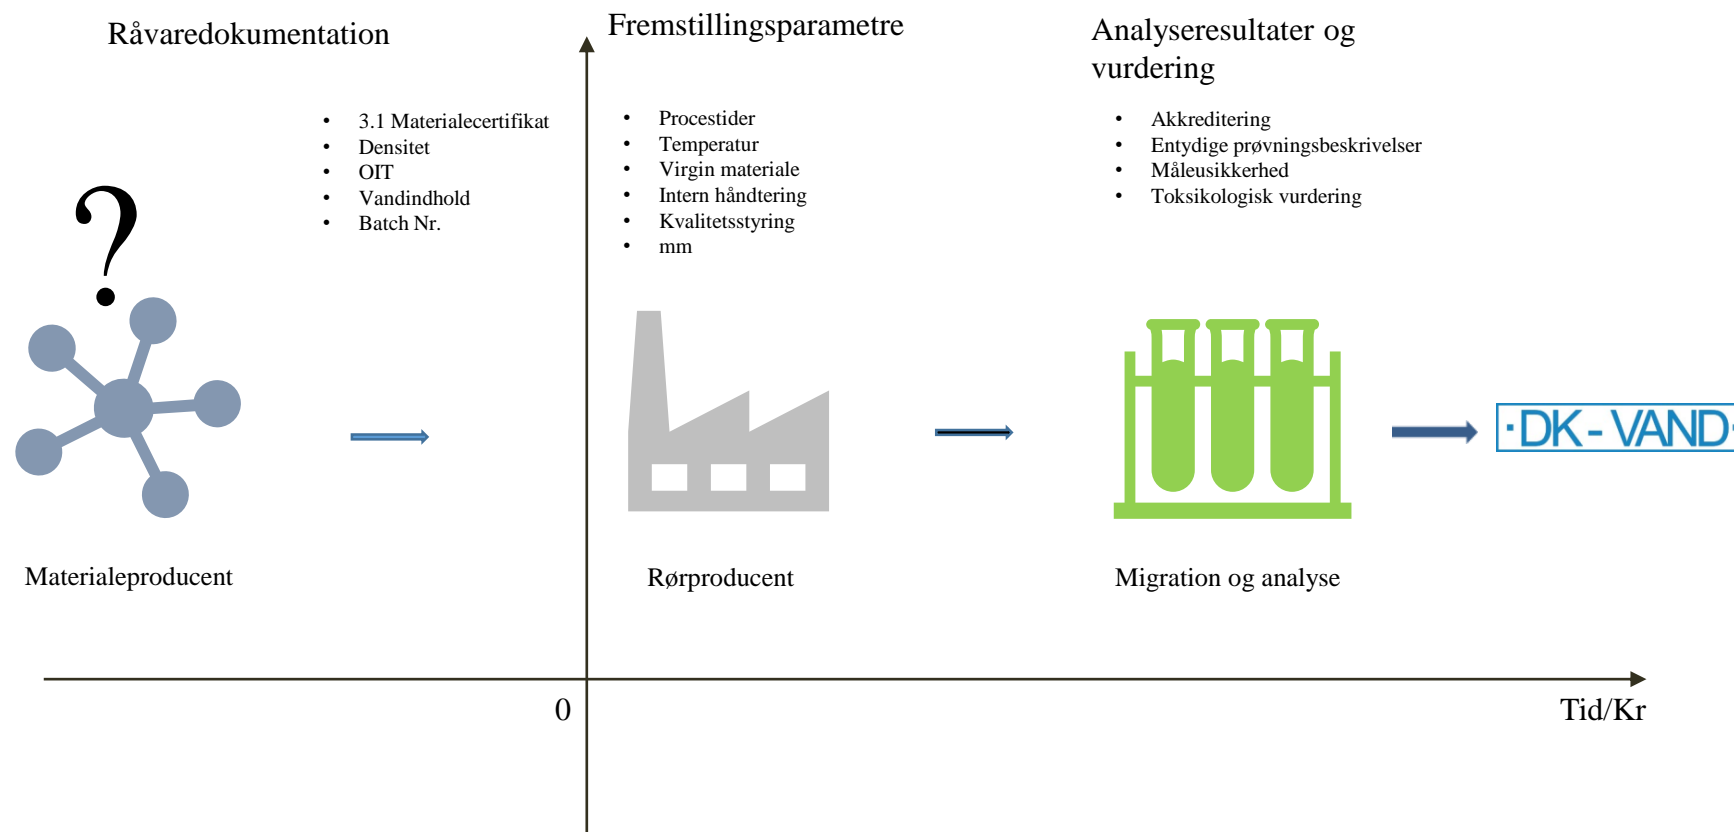 Råvaredokumentation
• 3.1 Materialecertifikat
• Densitet
• OIT
• Vandindhold
• Batch Nr.
?
Materialeproducent
Fremstillingsparametre
• Procestider
• Temperatur
• Virgin materiale
• Intern håndtering
• Kvalitetsstyring
• mm
Rørproducent
Analyseresultater og
vurdering
• Akkreditering
• Entydige prøvningsbeskrivelser
• Måleusikkerhed
• Toksikologisk vurdering
Migration og analyse
·DK-VAND·
0
Tid/Kr